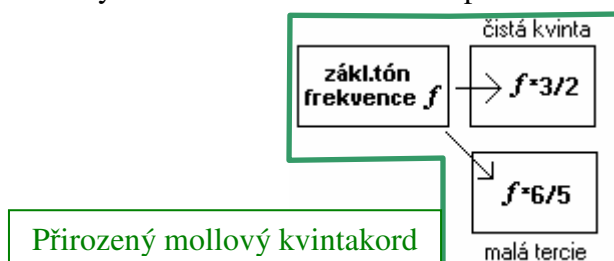 čistá kvinta
zákl.tón
frekvence f
f*3/2
f*6/5
Přirozený mollový kvintakord
malá tercie